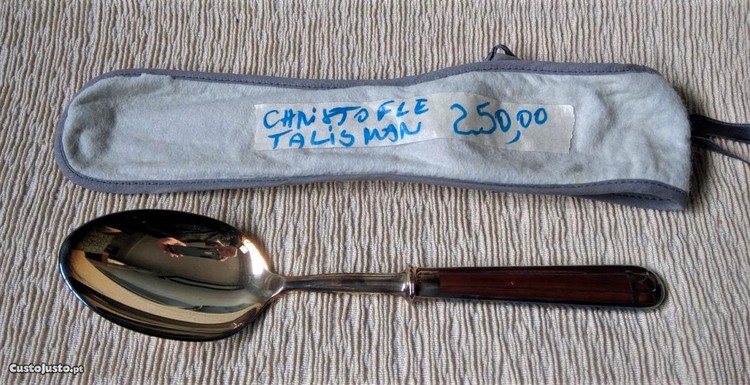 CHRISTOFLE 250,00
TALISMAN
CustoJusto.pt